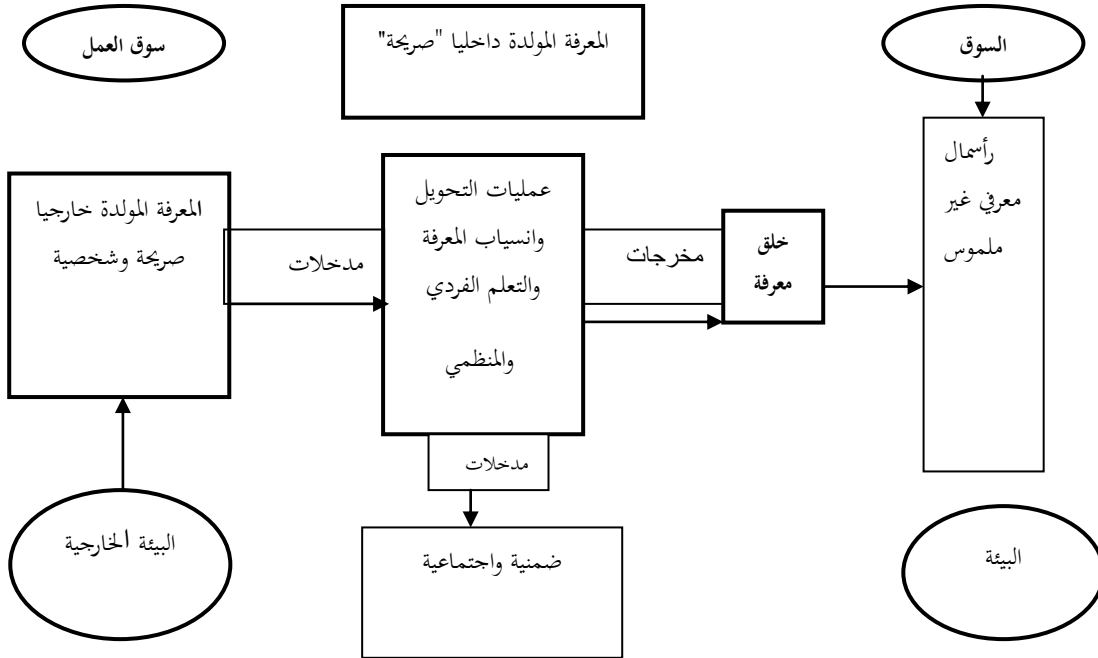 سوق العمل
المعرفة المولدة داخليا "صريحة"
السوق
المعرفة المولدة خارجيا
صريحة وشخصية
مدخلات
عمليات التحويل
وانسياب المعرفة
والتعلم الفردي
والمنظمي
مخرجات
خلق
معرفة
رأسمال
معرفي غير
ملموس
مدخلات
البيئة الخارجية
ضمنية واجتماعية
البيئة